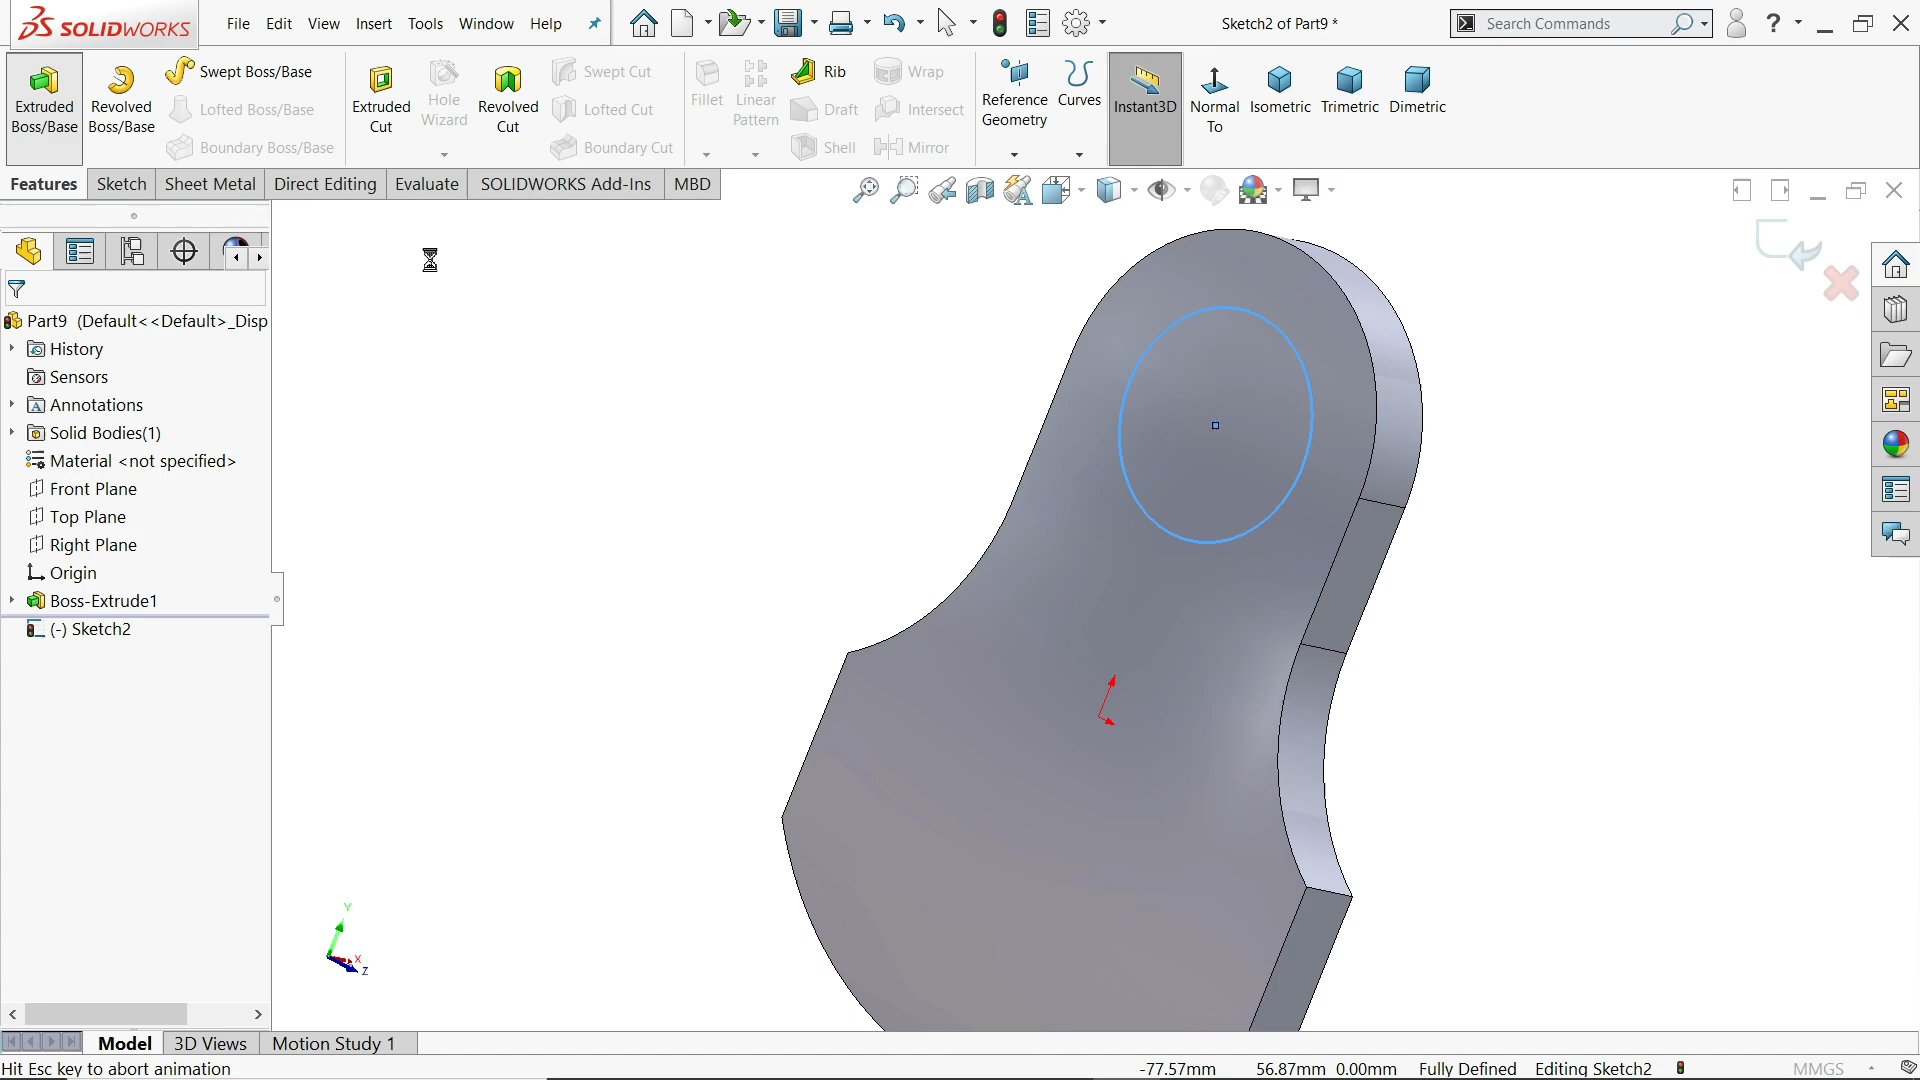 SOLIDWORKS File Edit View Insert Tools Window Help Sketch2 of Part9 * Search Commands ?
Extruded Boss/Base
Revolved Boss/Base
Swept Boss/Base
Lofted Boss/Base
Boundary Boss/Base
Extruded Cut
Hole Wizard
Revolved Cut
Swept Cut
Lofted Cut
Boundary Cut
Fillet
Linear Pattern
Rib
Draft
Shell
Wrap
Intersect
Mirror
Reference Geometry
Curves
Instant3D
Normal To
Isometric
Trimetric
Dimetric
Features Sketch Sheet Metal Direct Editing Evaluate SOLIDWORKS Add-Ins MBD
Part9 (Default<<Default>_Disp
History
Sensors
Annotations
Solid Bodies(1)
Material <not specified>
Front Plane
Top Plane
Right Plane
Origin
Boss-Extrude1
(-) Sketch2
Y
X
Z
Model 3D Views Motion Study 1
Hit Esc key to abort animation -77.57mm 56.87mm 0.00mm Fully Defined Editing Sketch2 MMGS